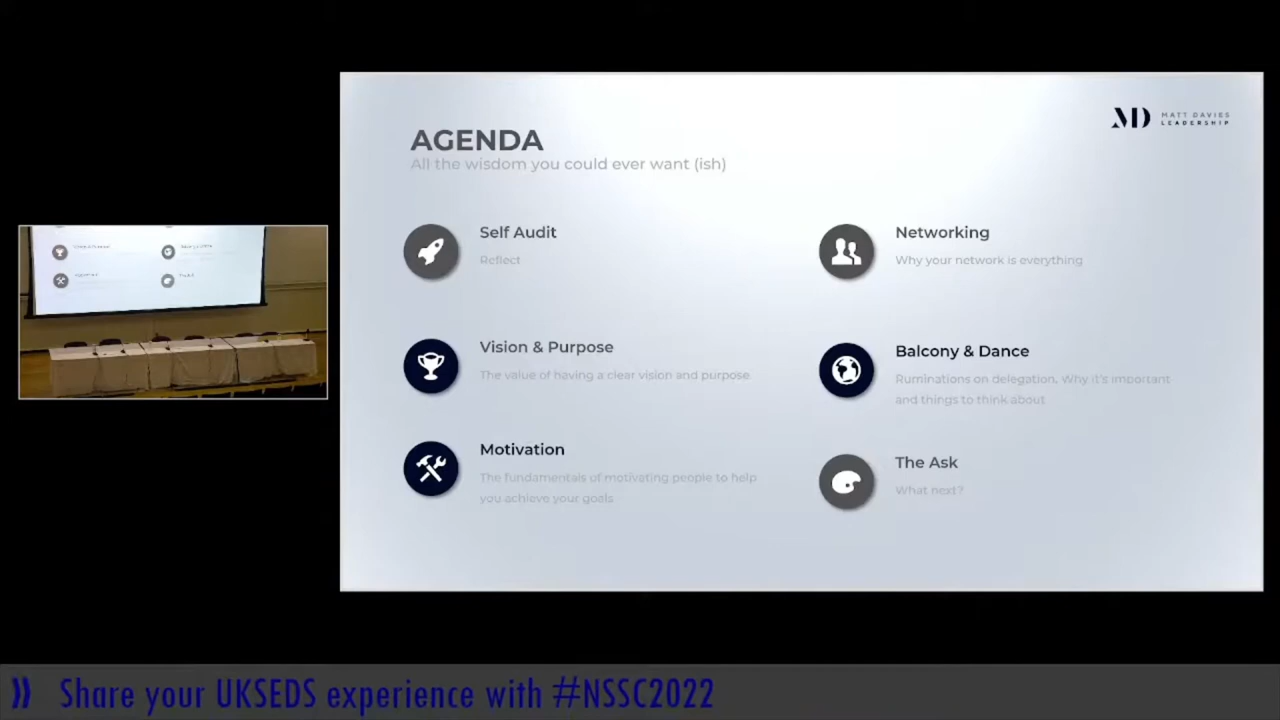 AGENDA
All the wisdom you could ever want (ish)
MD MATT DAVIES
LEADERSHIP
Self Audit
Reflect
Vision & Purpose
The value of having a clear vision and purpose
Motivation
The fundamentals of motivating people to help
you achieve your goals
Networking
Why your network is everything
Balcony & Dance
Ruminations on delegation. Why it's important
and things to think about
The Ask
What next?
» Share your UKSEDS experience with #NSSC2022